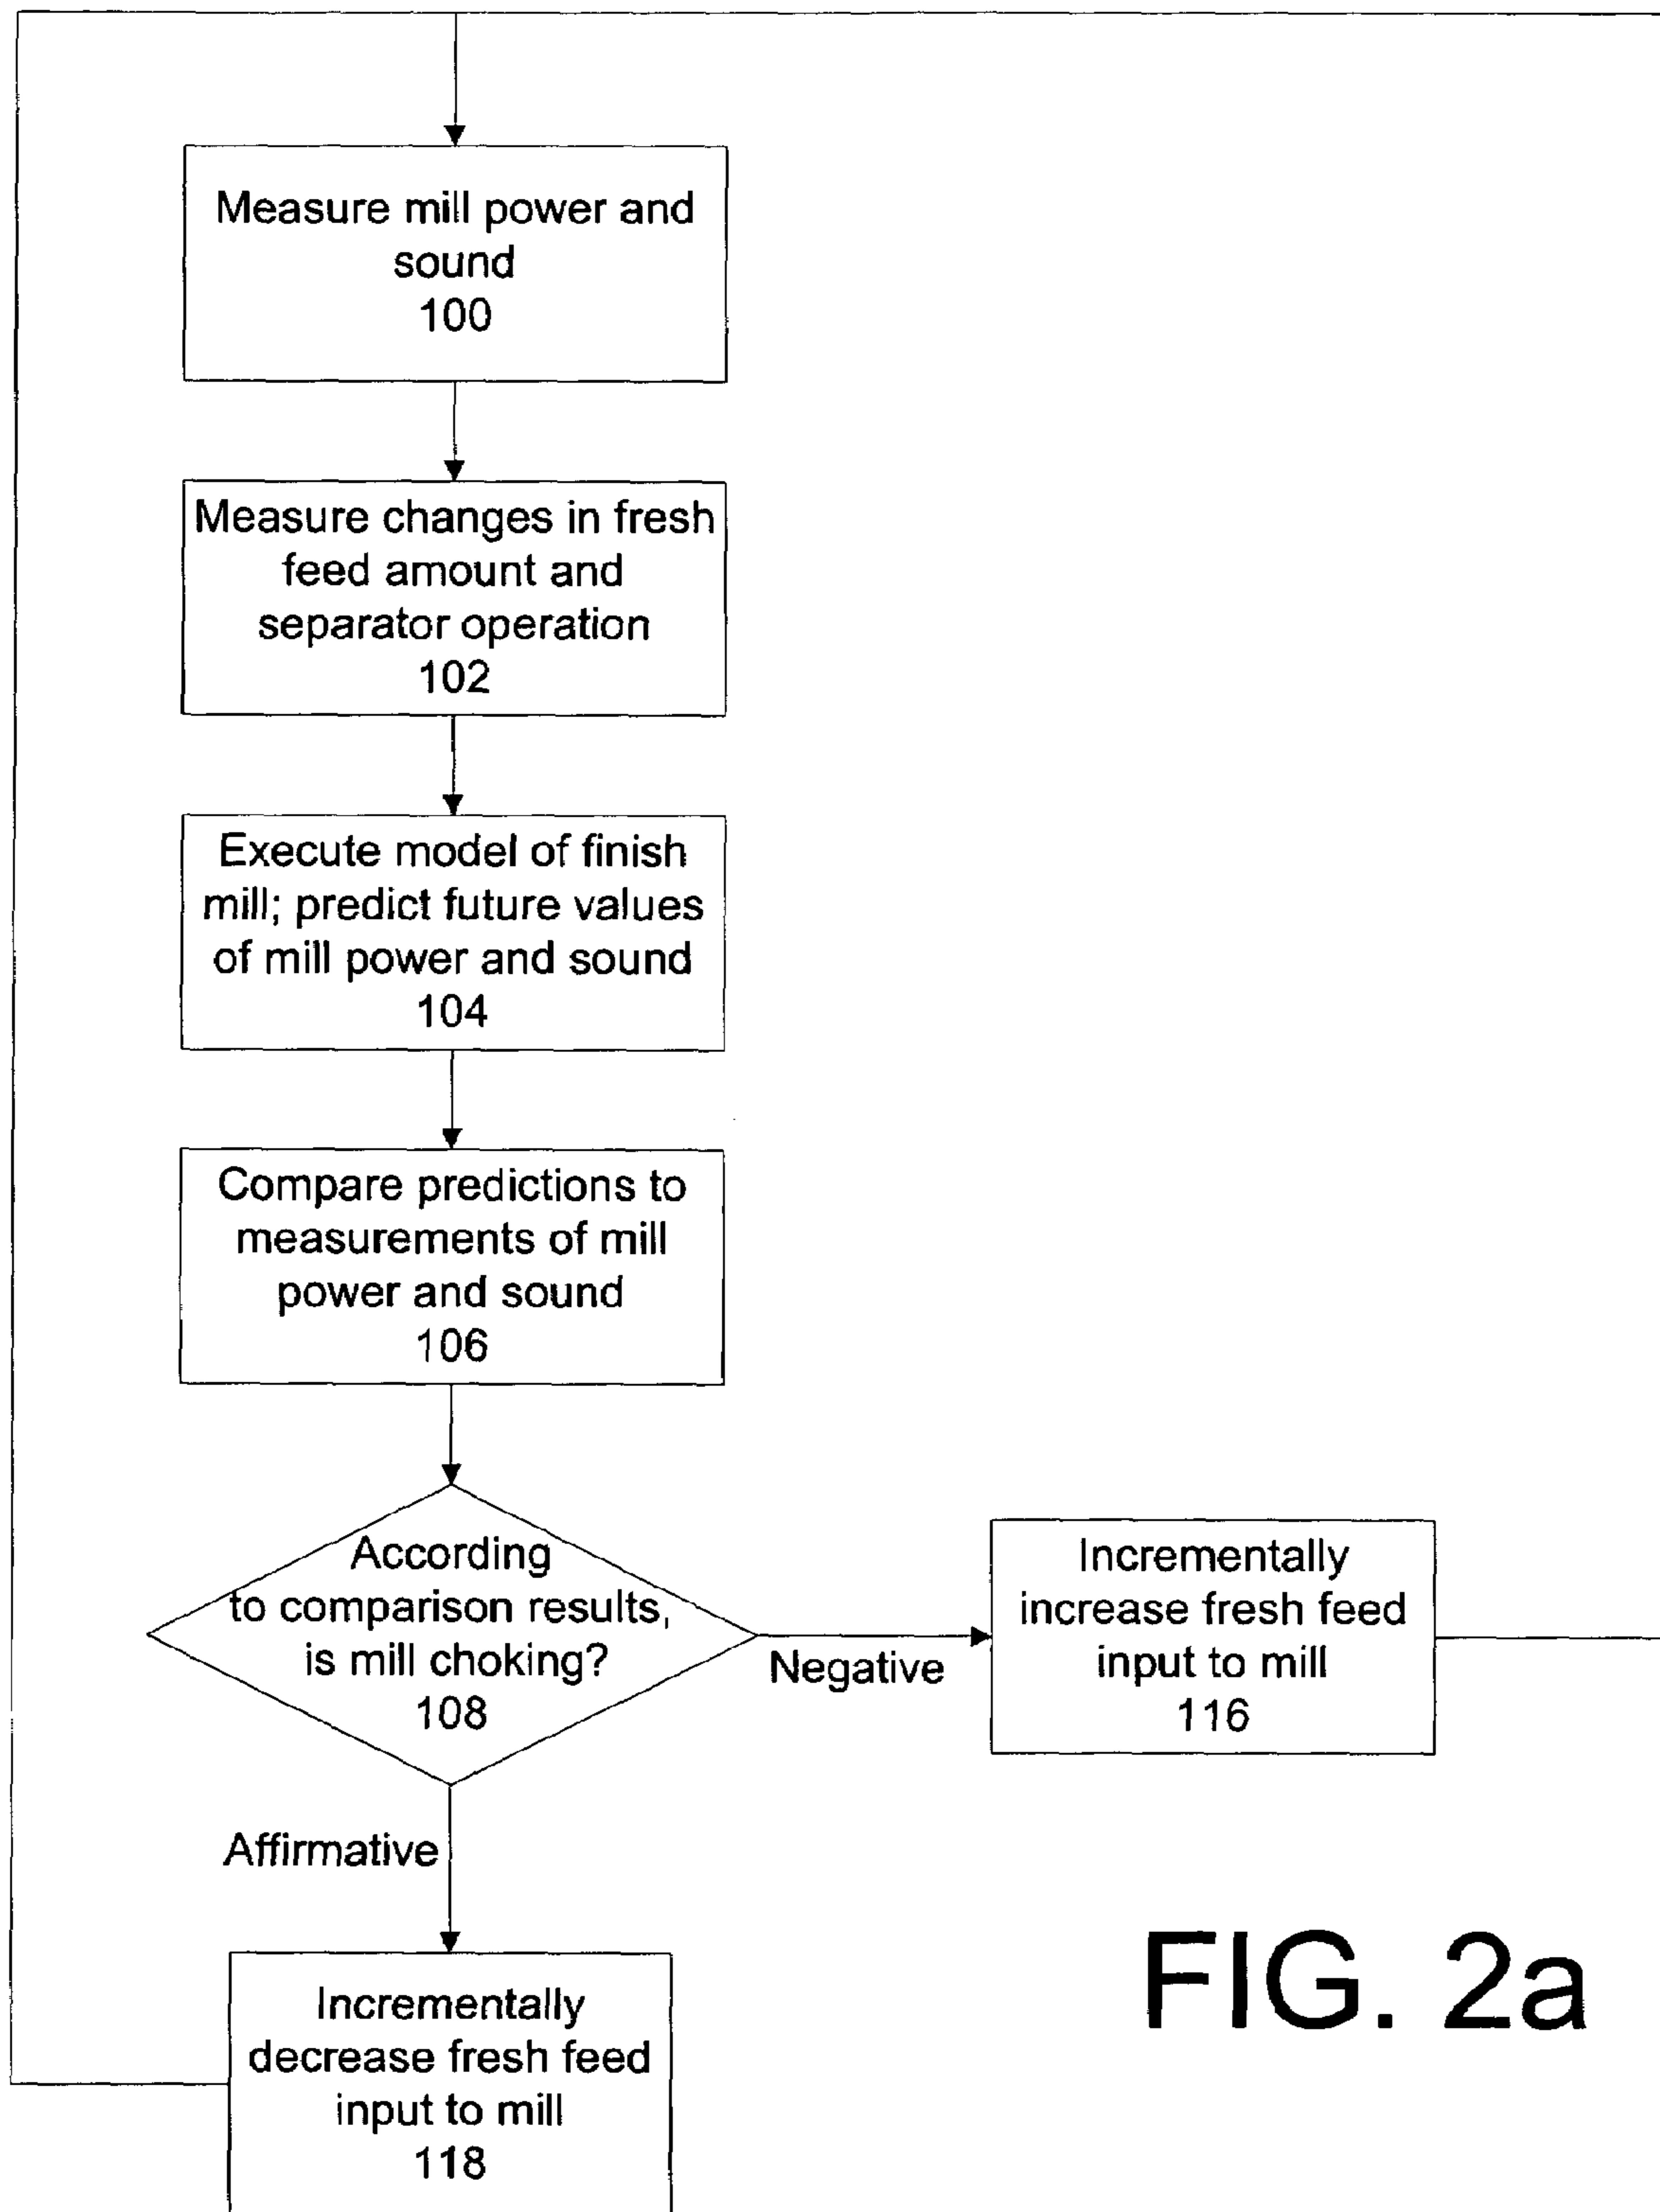 Measure mill power and
sound
100
Measure changes in fresh
feed amount and
separator operation
102
Execute model of finish
mill; predict future values
of mill power and sound
104
Compare predictions to
measurements of mill
power and sound
106
According
to comparison results,
is mill choking?
108
Negative
Incrementally
increase fresh feed
input to mill
116
Affirmative
Incrementally
decrease fresh feed
input to mill
118
FIG. 2a